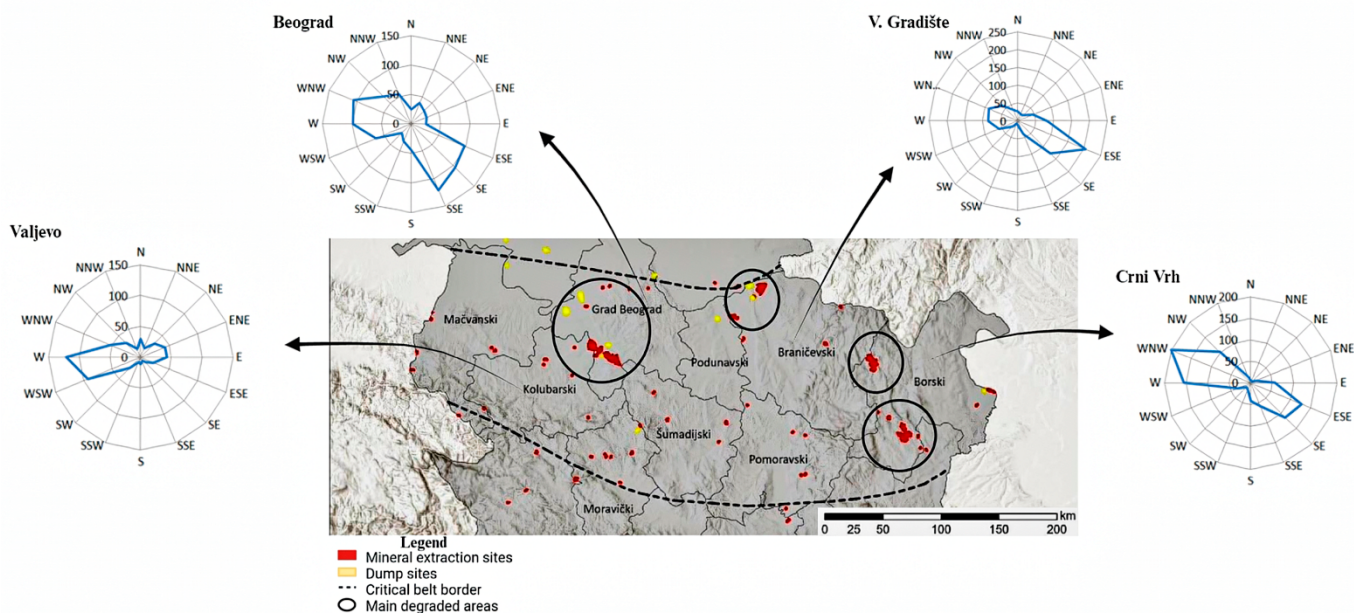 Beograd
N
NNE
NE
ENE
E
ESE
SE
SSE
S
SSW
SW
WSW
W
WNW
NW
NNW
150
100
50
0
V. Gradište
N
NNE
NE
ENE
E
ESE
SE
SSE
S
SSW
SW
WSW
W
WN...
NW
NNW
250
200
150
100
50
0
Valjevo
N
NNE
NE
ENE
E
ESE
SE
SSE
S
SSW
SW
WSW
W
WNW
NW
NNW
150
100
50
0
Crni Vrh
N
NNE
NE
ENE
E
ESE
SE
SSE
S
SSW
SW
WSW
W
WNW
NW
NNW
200
150
100
50
0
Mačvanski
Grad Beograd
Podunavski
Braničevski
Borski
Kolubarski
Šumadijski
Pomoravski
Moravički
km
0 25 50 100 150 200
Legend
Mineral extraction sites
Dump sites
Critical belt border
Main degraded areas